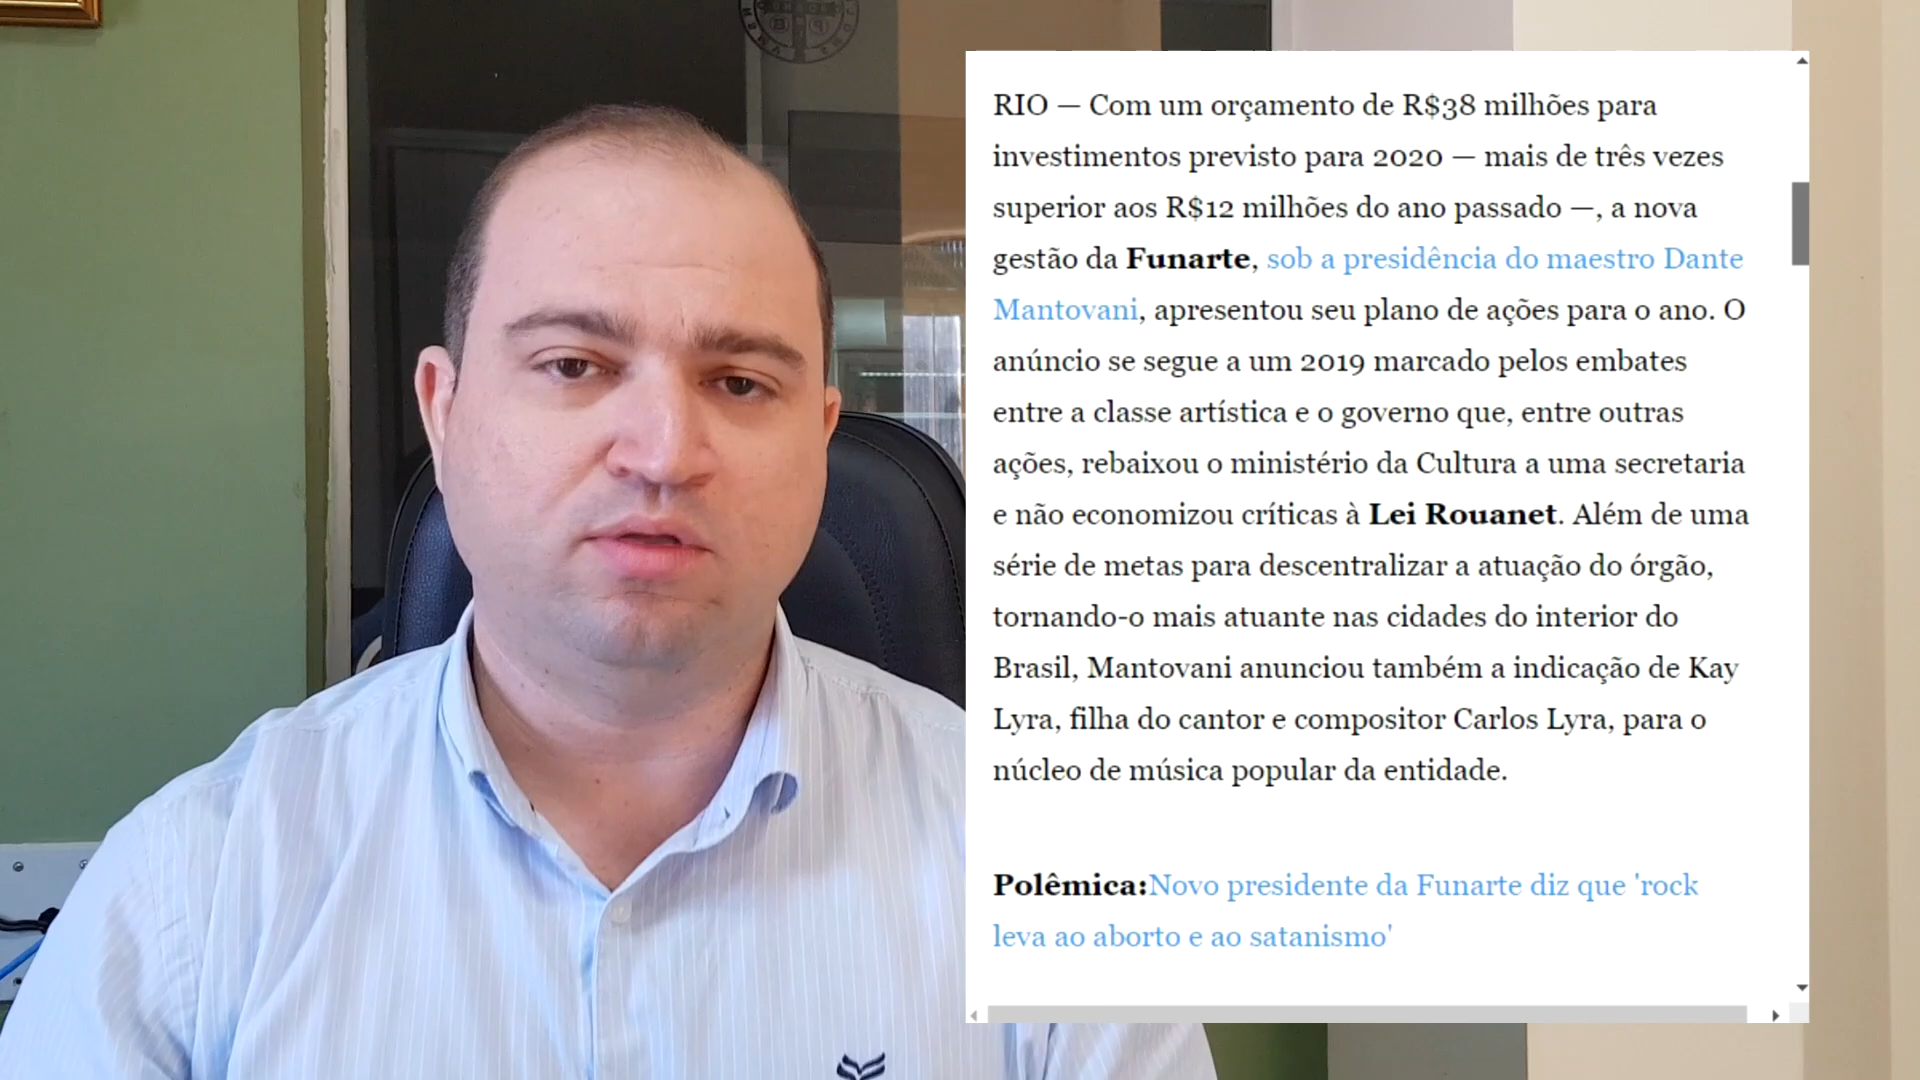 RIO — Com um orçamento de R$38 milhões para
investimentos previsto para 2020 — mais de três vezes
superior aos R$12 milhões do ano passado —, a nova
gestão da Funarte, sob a presidência do maestro Dante
Mantovani, apresentou seu plano de ações para o ano. O
anúncio se segue a um 2019 marcado pelos embates
entre a classe artística e o governo que, entre outras
ações, rebaixou o ministério da Cultura a uma secretaria
e não economizou críticas à Lei Rouanet. Além de uma
série de metas para descentralizar a atuação do órgão,
tornando-o mais atuante nas cidades do interior do
Brasil, Mantovani anunciou também a indicação de Kay
Lyra, filha do cantor e compositor Carlos Lyra, para o
núcleo de música popular da entidade.
Polêmica:Novo presidente da Funarte diz que 'rock
leva ao aborto e ao satanismo'